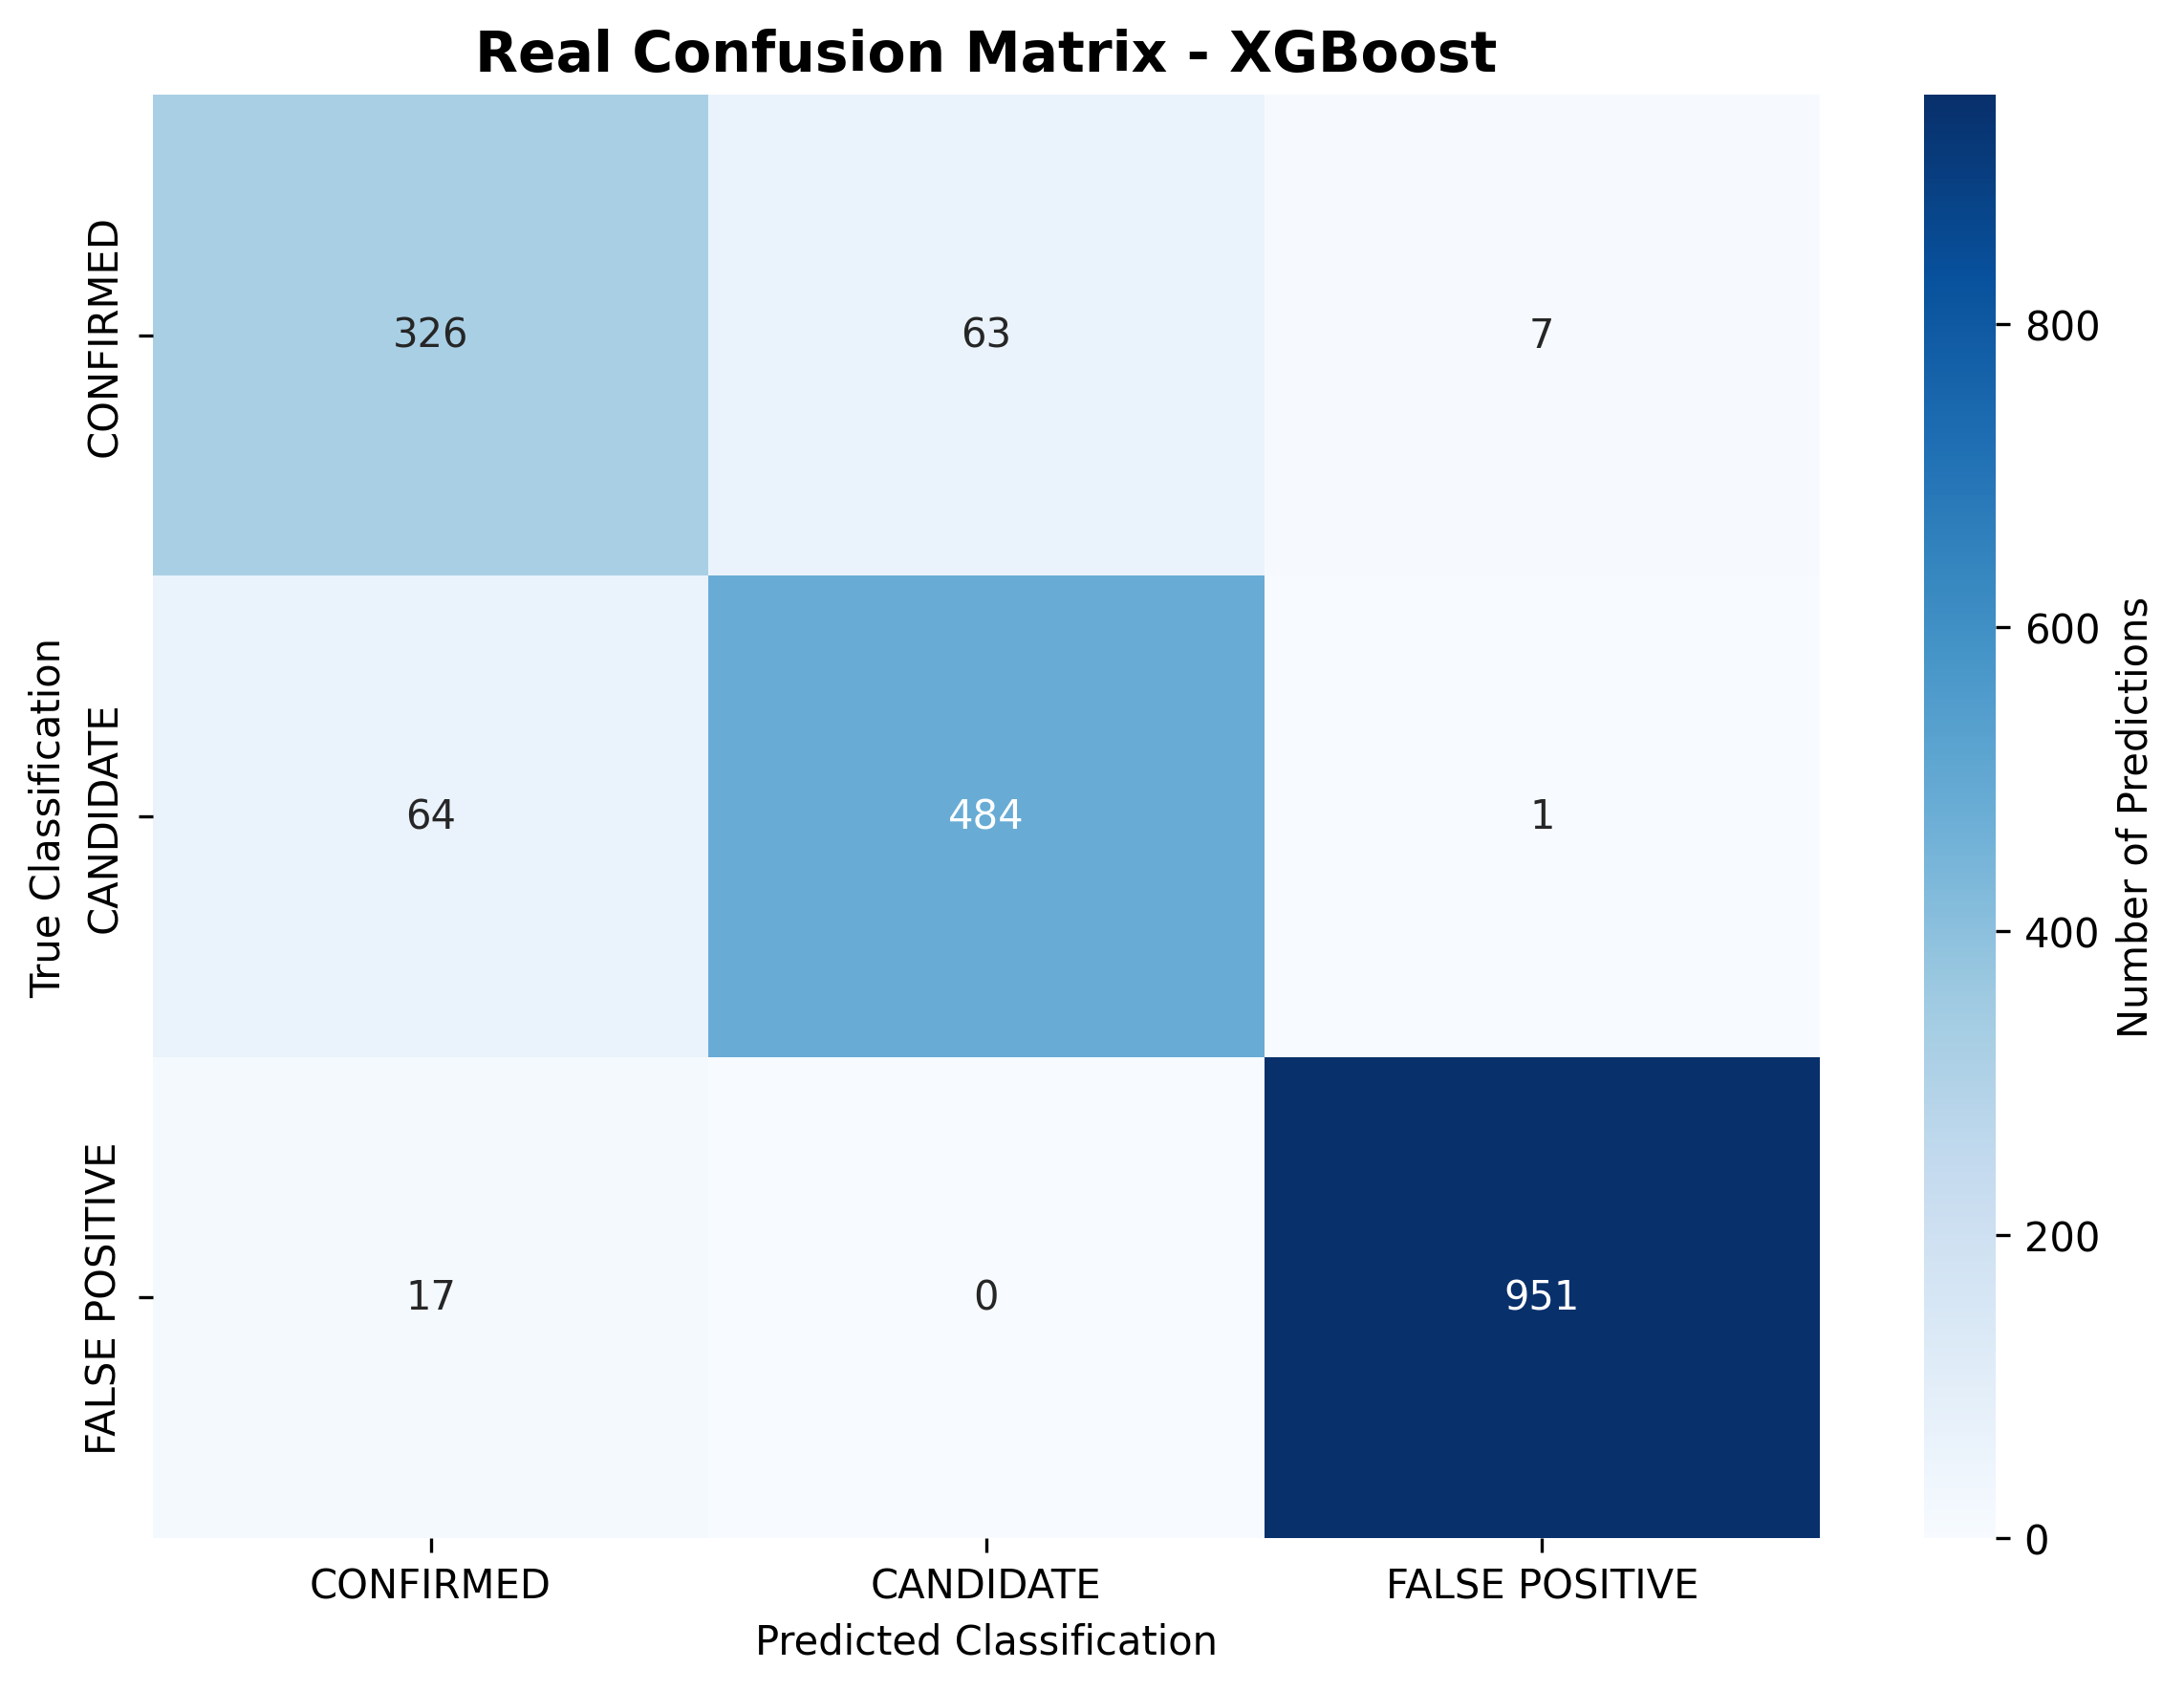 Real Confusion Matrix - XGBoost
True Classification
CONFIRMED
326 63 7
CANDIDATE
64 484 1
FALSE POSITIVE
17 0 951
CONFIRMED CANDIDATE FALSE POSITIVE
Predicted Classification
800
600
400
200
0
Number of Predictions